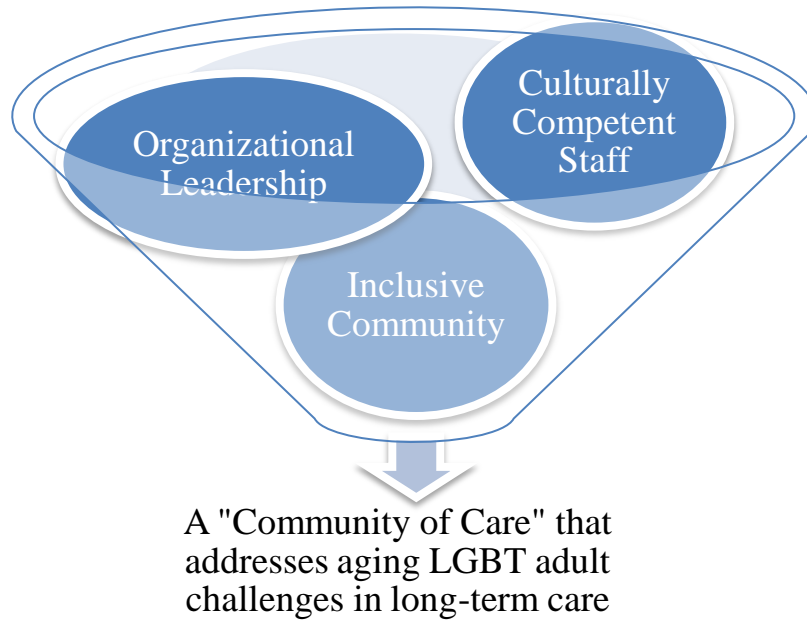 Organizational
Leadership
Culturally
Competent
Staff
Inclusive
Community
A "Community of Care" that
addresses aging LGBT adult
challenges in long-term care